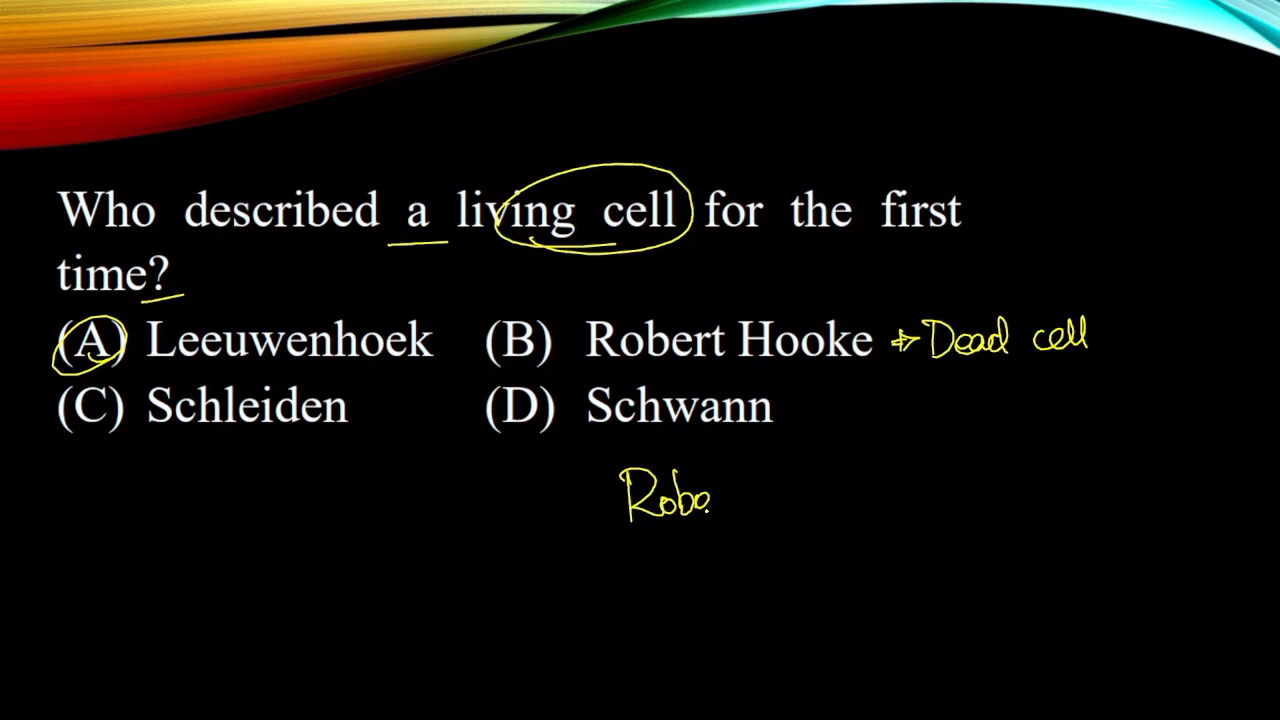 Who described a living cell for the first
time?
(A) Leeuwenhoek (B) Robert Hooke ⇒ Dead cell
(C) Schleiden (D) Schwann
Robo